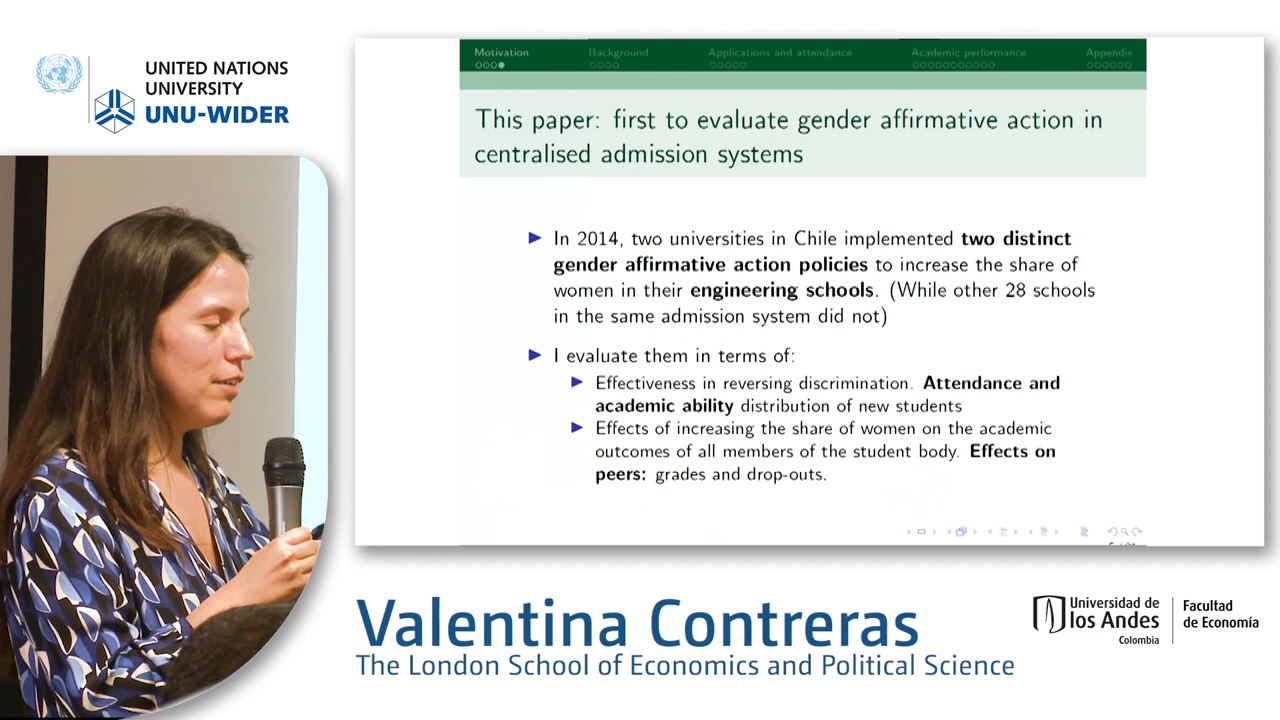 UNITED NATIONS
UNIVERSITY
UNU-WIDER
Motivation
Background
Applications and attendance
Academic performance
Appendix
This paper: first to evaluate gender affirmative action in
centralised admission systems
In 2014, two universities in Chile implemented two distinct
gender affirmative action policies to increase the share of
women in their engineering schools. (While other 28 schools
in the same admission system did not)
I evaluate them in terms of:
Effectiveness in reversing discrimination. Attendance and
academic ability distribution of new students
Effects of increasing the share of women on the academic
outcomes of all members of the student body. Effects on
peers: grades and drop-outs.
Valentina Contreras
The London School of Economics and Political Science
Universidad de
los Andes
Colombia
Facultad
de Economía